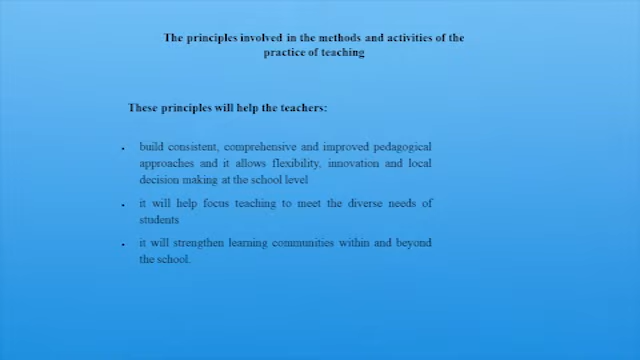 The principles involved in the methods and activities of the
practice of teaching
These principles will help the teachers:
• build consistent, comprehensive and improved pedagogical
approaches and it allows flexibility, innovation and local
decision making at the school level
• it will help focus teaching to meet the diverse needs of
students
• it will strengthen learning communities within and beyond
the school.